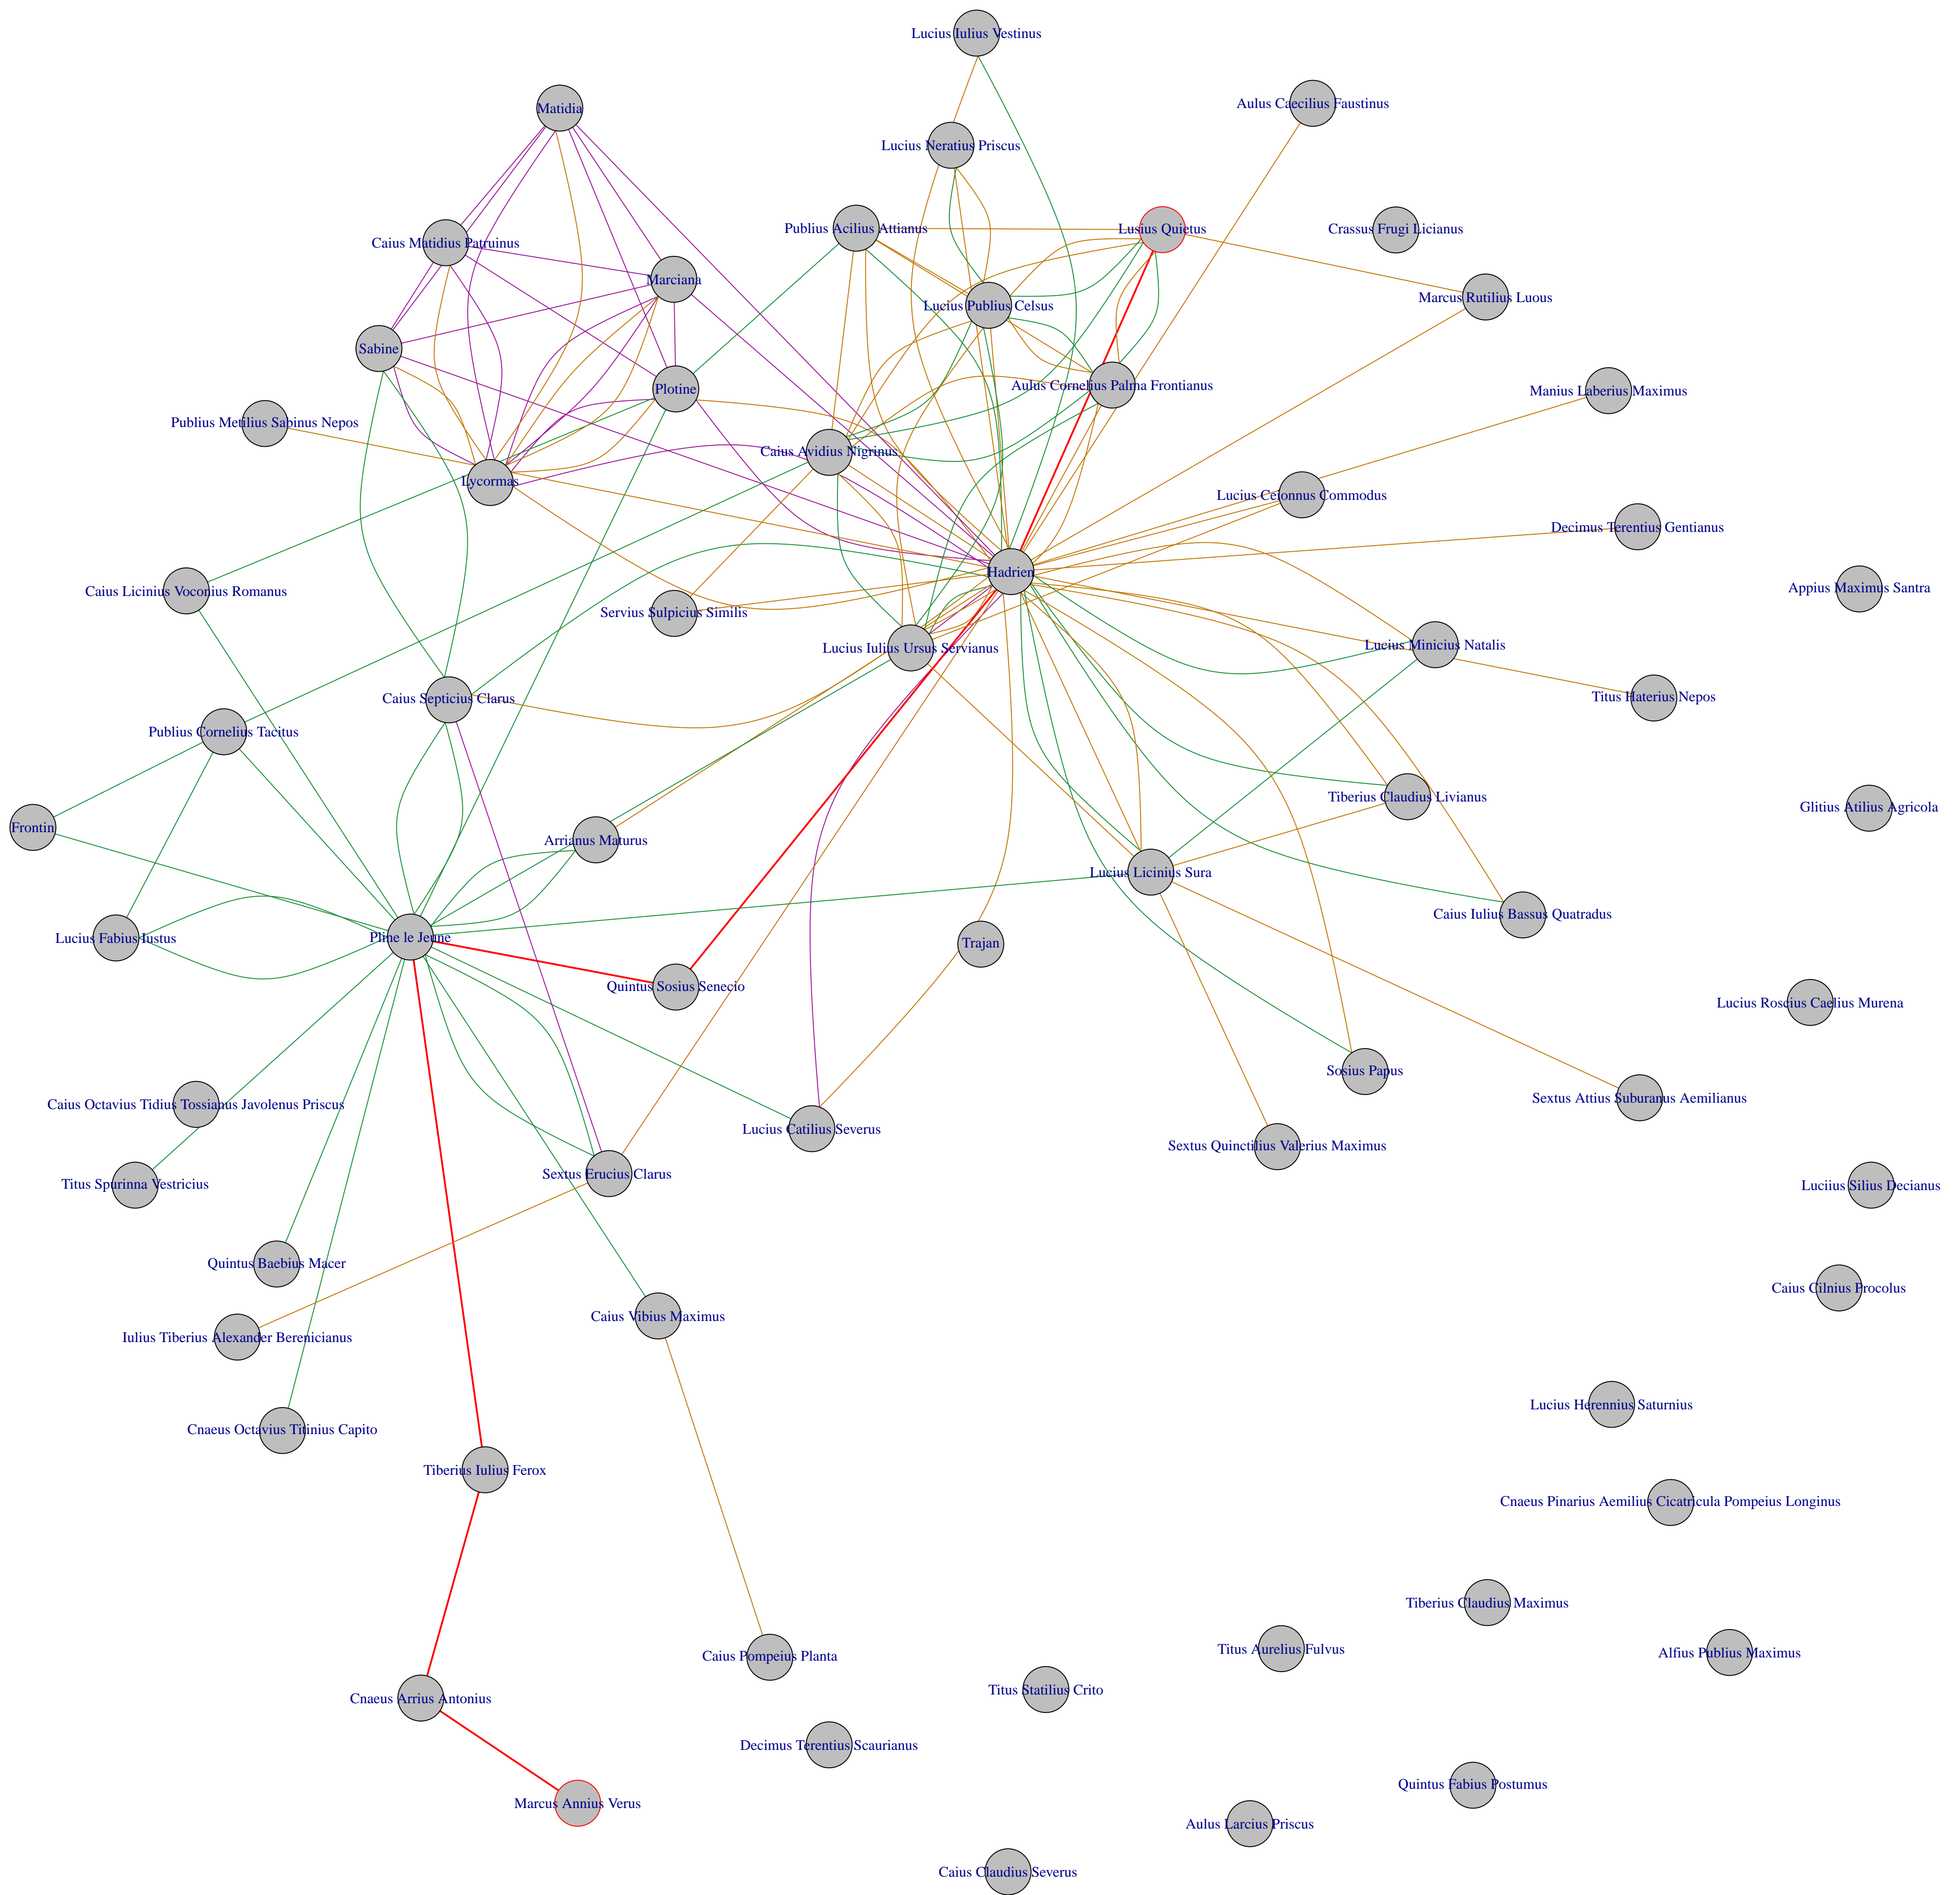 Lucius Iulius Vestinus
Aulus Caecilius Faustinus
Matidia
Lucius Neratius Priscus
Publius Acilius Attianus
Lusius Quietus
Crassus Frugi Licianus
Caius Matidius Patruinus
Marciana
Marcus Rutilius Luous
Lucius Publius Celsus
Sabine
Plotine
Aulus Cornelius Palma Frontianus
Manius Laberius Maximus
Publius Metilius Sabinus Nepos
Caius Avidius Nigrinus
Lycormas
Lucius Ceionnus Commodus
Decimus Terentius Gentianus
Hadrien
Caius Licinius Voconius Romanus
Appius Maximus Santra
Servius Sulpicius Similis
Lucius Iulius Ursus Servianus
Lucius Minicius Natalis
Caius Septicius Clarus
Titus Haterius Nepos
Publius Cornelius Tacitus
Tiberius Claudius Livianus
Glitius Atilius Agricola
Frontin
Arrianus Maturus
Lucius Licinius Sura
Caius Iulius Bassus Quatradus
Lucius Fabius Iustus
Pline le Jeune
Trajan
Quintus Sosius Senecio
Lucius Roscius Caelius Murena
Sosius Papus
Sextus Attius Suburanus Aemilianus
Caius Octavius Tidius Tossianus Javolenus Priscus
Lucius Catilius Severus
Sextus Quinctilius Valerius Maximus
Sextus Erucius Clarus
Titus Spurinna Vestricius
Luciius Silius Decianus
Quintus Baebius Macer
Caius Cilnius Procolus
Caius Vibius Maximus
Iulius Tiberius Alexander Berenicianus
Lucius Herennius Saturnius
Cnaeus Octavius Titinius Capito
Tiberius Iulius Ferox
Cnaeus Pinarius Aemilius Cicatricula Pompeius Longinus
Tiberius Claudius Maximus
Titus Aurelius Fulvus
Alfius Publius Maximus
Caius Pompeius Planta
Titus Statilius Crito
Cnaeus Arrius Antonius
Decimus Terentius Scaurianus
Quintus Fabius Postumus
Marcus Annius Verus
Aulus Larcius Priscus
Caius Claudius Severus